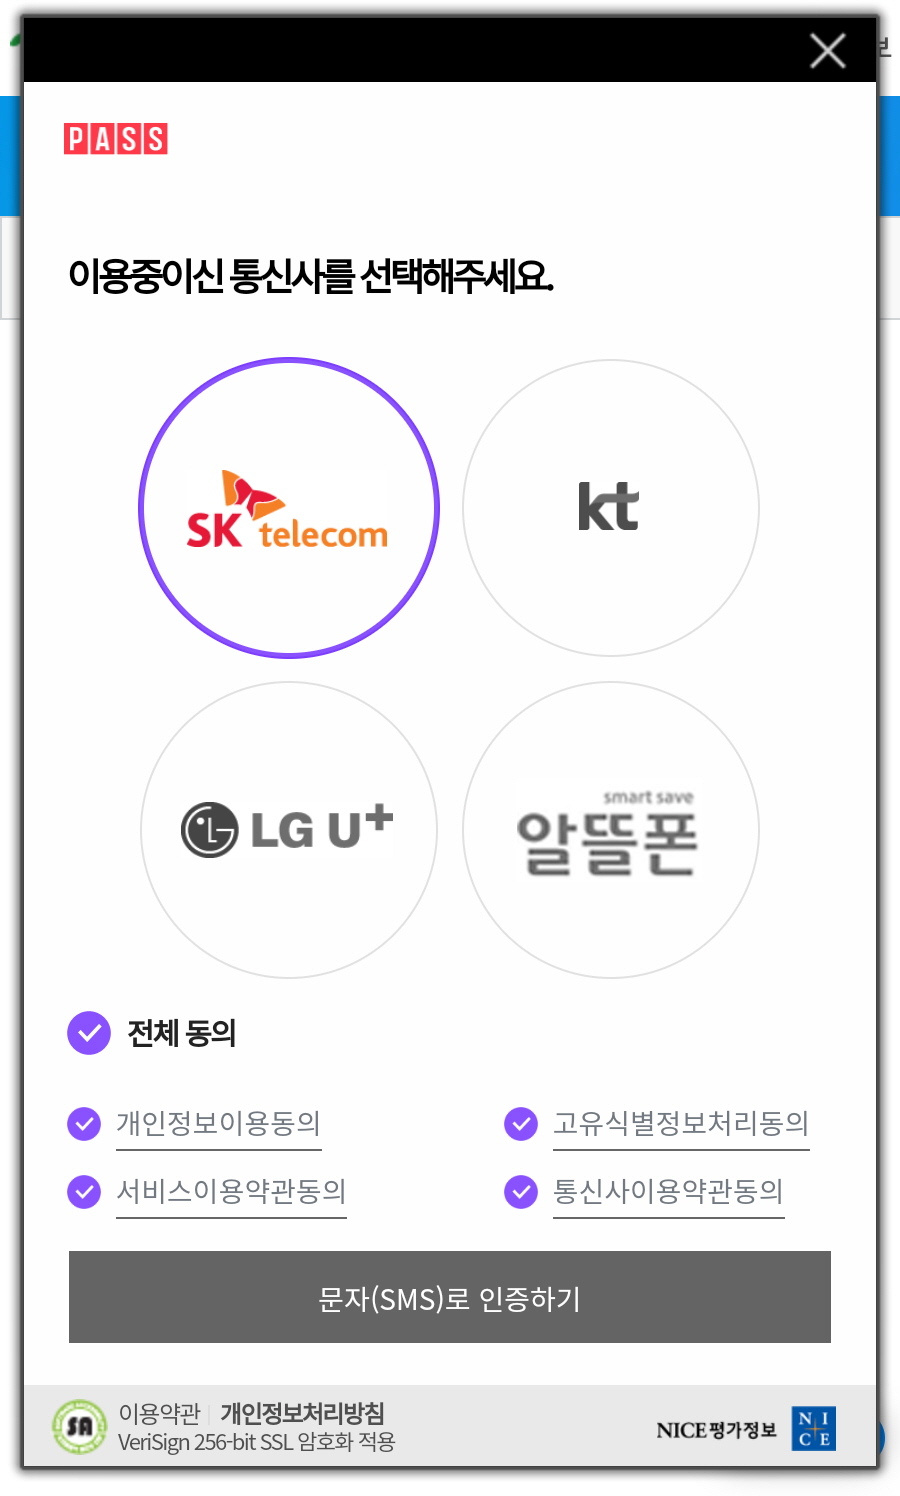 PASS
이용중이신 통신사를 선택해주세요.
SK telecom
kt
LG U+
smart save
알뜰폰
전체 동의
개인정보이용동의
고유식별정보처리동의
서비스이용약관동의
통신사이용약관동의
문자(SMS)로 인증하기
SA
이용약관 | 개인정보처리방침
VeriSign 256-bit SSL 암호화 적용
NICE평가정보
NICE